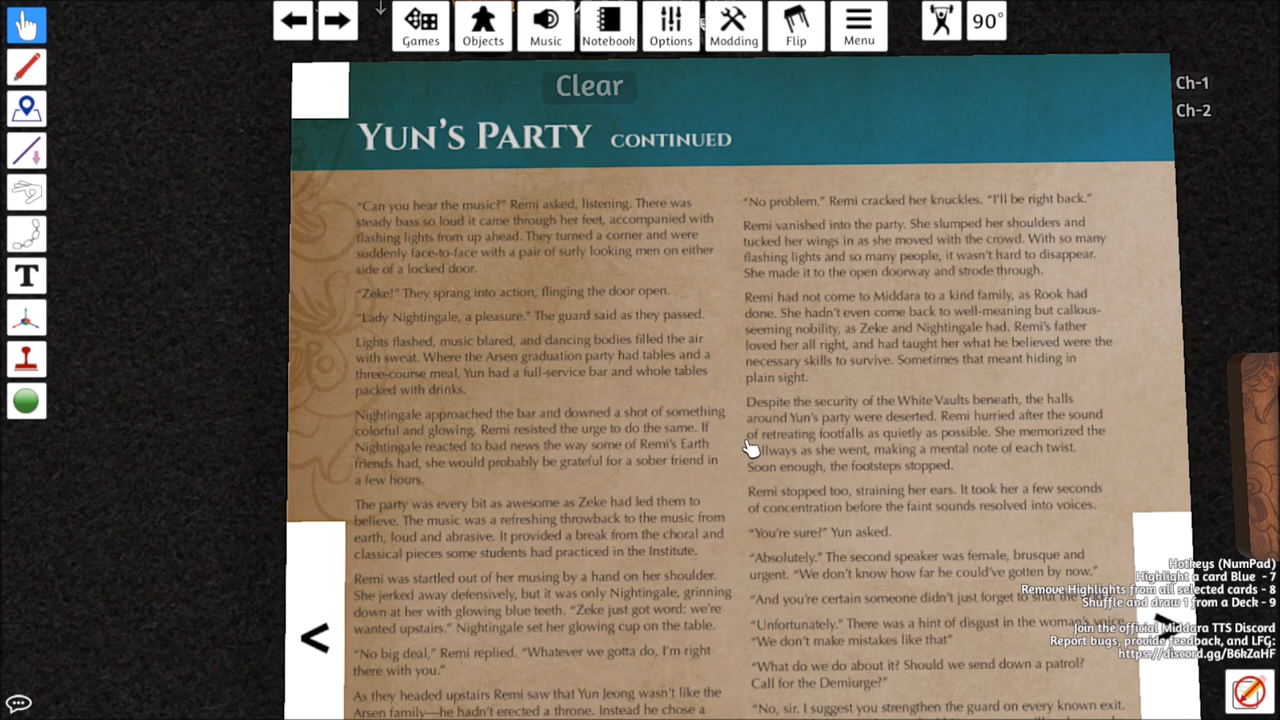 Games
Objects
Music
Notebook
Options
Modding
Flip
Menu
90°
Clear
Ch-1
Ch-2
YUN'S PARTY CONTINUED
"Can you hear the music?" Remi asked, listening. There was
steady bass so loud it came through her feet, accompanied with
flashing lights from up ahead. They turned a corner and were
suddenly face-to-face with a pair of surly looking men on either
side of a locked door.
"Zeke!" They sprang into action, flinging the door open.
"Lady Nightingale, a pleasure." The guard said as they passed.
Lights flashed, music blared, and dancing bodies filled the air
with sweat. Where the Arsen graduation party had tables and a
three-course meal, Yun had a full-service bar and whole tables
packed with drinks.
Nightingale approached the bar and downed a shot of something
colorful and glowing. Remi resisted the urge to do the same. If
Nightingale reacted to bad news the way some of Remi's Earth
friends had, she would probably be grateful for a sober friend in
a few hours.
The party was every bit as awesome as Zeke had led them to
believe. The music was a refreshing throwback to the music from
earth, loud and abrasive. It provided a break from the choral and
classical pieces some students had practiced in the Institute.
Remi was startled out of her musing by a hand on her shoulder.
She jerked away defensively, but it was only Nightingale, grinning
down at her with glowing blue teeth. "Zeke just got word: we're
wanted upstairs." Nightingale set her glowing cup on the table.
"No big deal," Remi replied. "Whatever we gotta do, I'm right
there with you."
As they headed upstairs Remi saw that Yun Jeong wasn't like the
Arsen family—he hadn't erected a throne. Instead he chose a
"No problem." Remi cracked her knuckles. "I'll be right back."
Remi vanished into the party. She slumped her shoulders and
tucked her wings in as she moved with the crowd. With so many
flashing lights and so many people, it wasn't hard to disappear.
She made it to the open doorway and strode through.
Remi had not come to Middara to a kind family, as Rook had
done. She hadn't even come back to well-meaning but callous-
seeming nobility, as Zeke and Nightingale had. Remi's father
loved her all right, and had taught her what he believed were the
necessary skills to survive. Sometimes that meant hiding in
plain sight.
Despite the security of the White Vaults beneath, the halls
around Yun's party were deserted. Remi hurried after the sound
of retreating footfalls as quietly as possible. She memorized the
llways as she went, making a mental note of each twist.
Soon enough, the footsteps stopped.
Remi stopped too, straining her ears. It took her a few seconds
of concentration before the faint sounds resolved into voices.
"You're sure?" Yun asked.
"Absolutely." The second speaker was female, brusque and
urgent. "We don't know how far he could've gotten by now."
"And you're certain someone didn't just forget to shut the
"Unfortunately." There was a hint of disgust in the woman's voice.
"We don't make mistakes like that"
"What do we do about it? Should we send down a patrol?
Call for the Demiurge?"
"No, sir. I suggest you strengthen the guard on every known exit.
Hotkeys (NumPad)
Highlight a card Blue - 7
Remove Highlights from all selected cards - 8
Shuffle and draw 1 from a Deck - 9
Join the official Middara TTS Discord
Report bugs, provide feedback, and LFG:
https://discord.gg/B6kZaHF